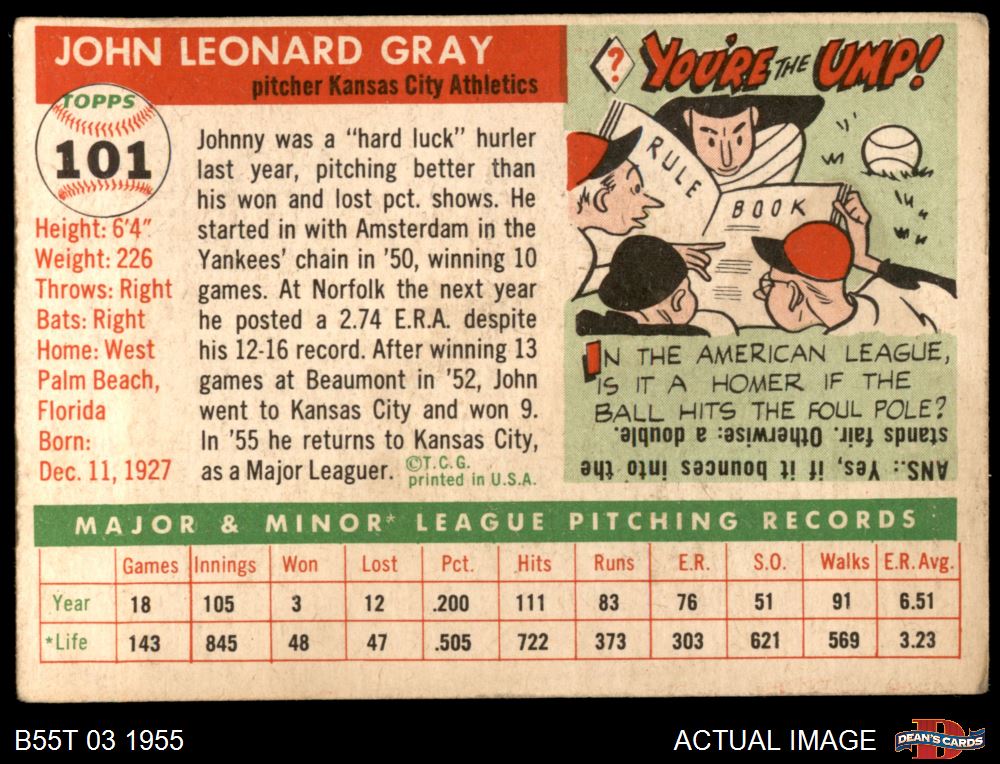 JOHN LEONARD GRAY
pitcher Kansas City Athletics
TOPPS
101
Height: 6'4"
Weight: 226
Throws: Right
Bats: Right
Home: West
Palm Beach,
Florida
Born:
Dec. 11, 1927
Johnny was a "hard luck" hurler
last year, pitching better than
his won and lost pct. shows. He
started in with Amsterdam in the
Yankees' chain in '50, winning 10
games. At Norfolk the next year
he posted a 2.74 E.R.A. despite
his 12-16 record. After winning 13
games at Beaumont in '52, John
went to Kansas City and won 9.
In '55 he returns to Kansas City,
as a Major Leaguer.
©T.C.G.
printed in U.S.A.
? YOU'RE THE UMP!
RULE
BOOK
IN THE AMERICAN LEAGUE,
IS IT A HOMER IF THE
BALL HITS THE FOUL POLE?
ANS.: Yes, if it bounces into the
stands fair. Otherwise: a double.
MAJOR & MINOR* LEAGUE PITCHING RECORDS
Games Innings Won Lost Pct. Hits Runs E.R. S.O. Walks E.R. Avg.
Year 18 105 3 12 .200 111 83 76 51 91 6.51
*Life 143 845 48 47 .505 722 373 303 621 569 3.23
B55T 03 1955
ACTUAL IMAGE
DEAN'S CARDS